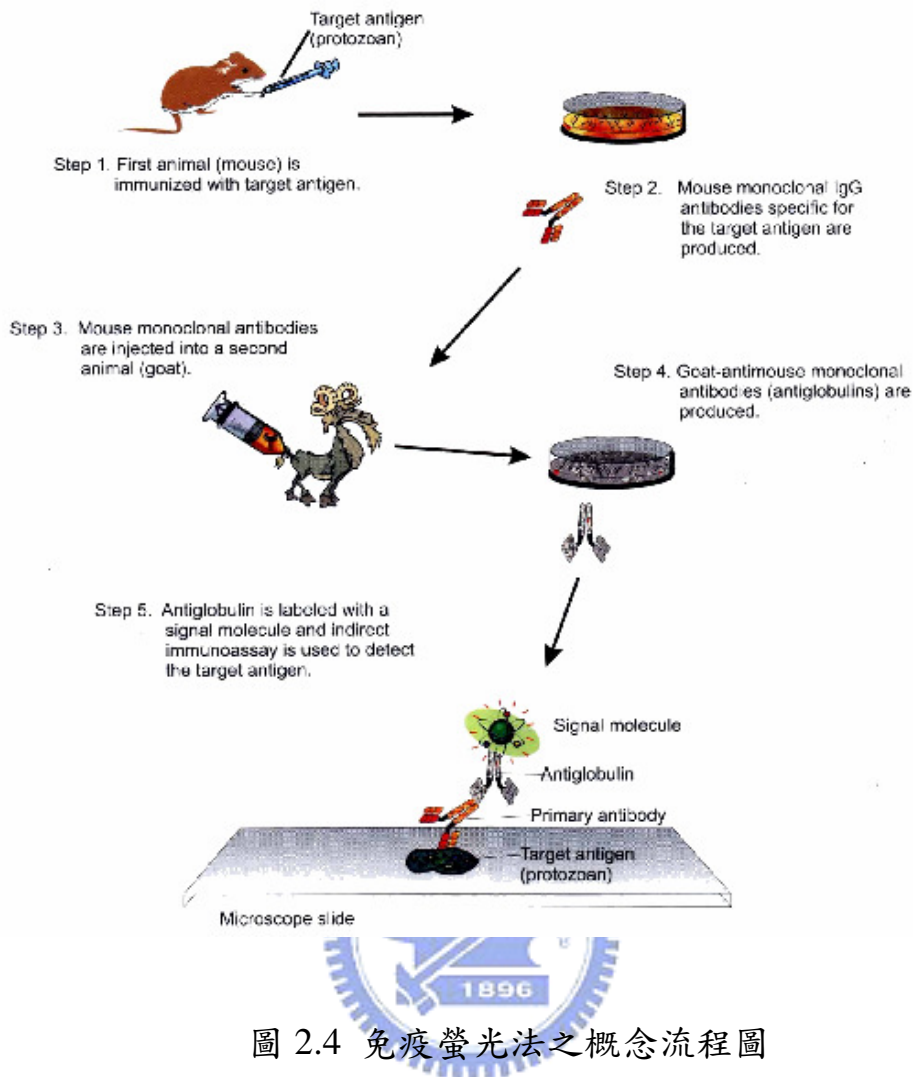 Target antigen
(protozoan)
Step 1. First animal (mouse) is
immunized with target antigen.
Step 2. Mouse monoclonal IgG
antibodies specific for
the target antigen are
produced.
Step 3. Mouse monoclonal antibodies
are injected into a second
animal (goat).
Step 4. Goat-antimouse monoclonal
antibodies (antiglobulins) are
produced.
Step 5. Antiglobulin is labeled with a
signal molecule and indirect
immunoassay is used to detect
the target antigen.
Signal molecule
Antiglobulin
Primary antibody
Target antigen
(protozoan)
Microscope slide
1896
圖 2.4 免疫螢光法之概念流程圖